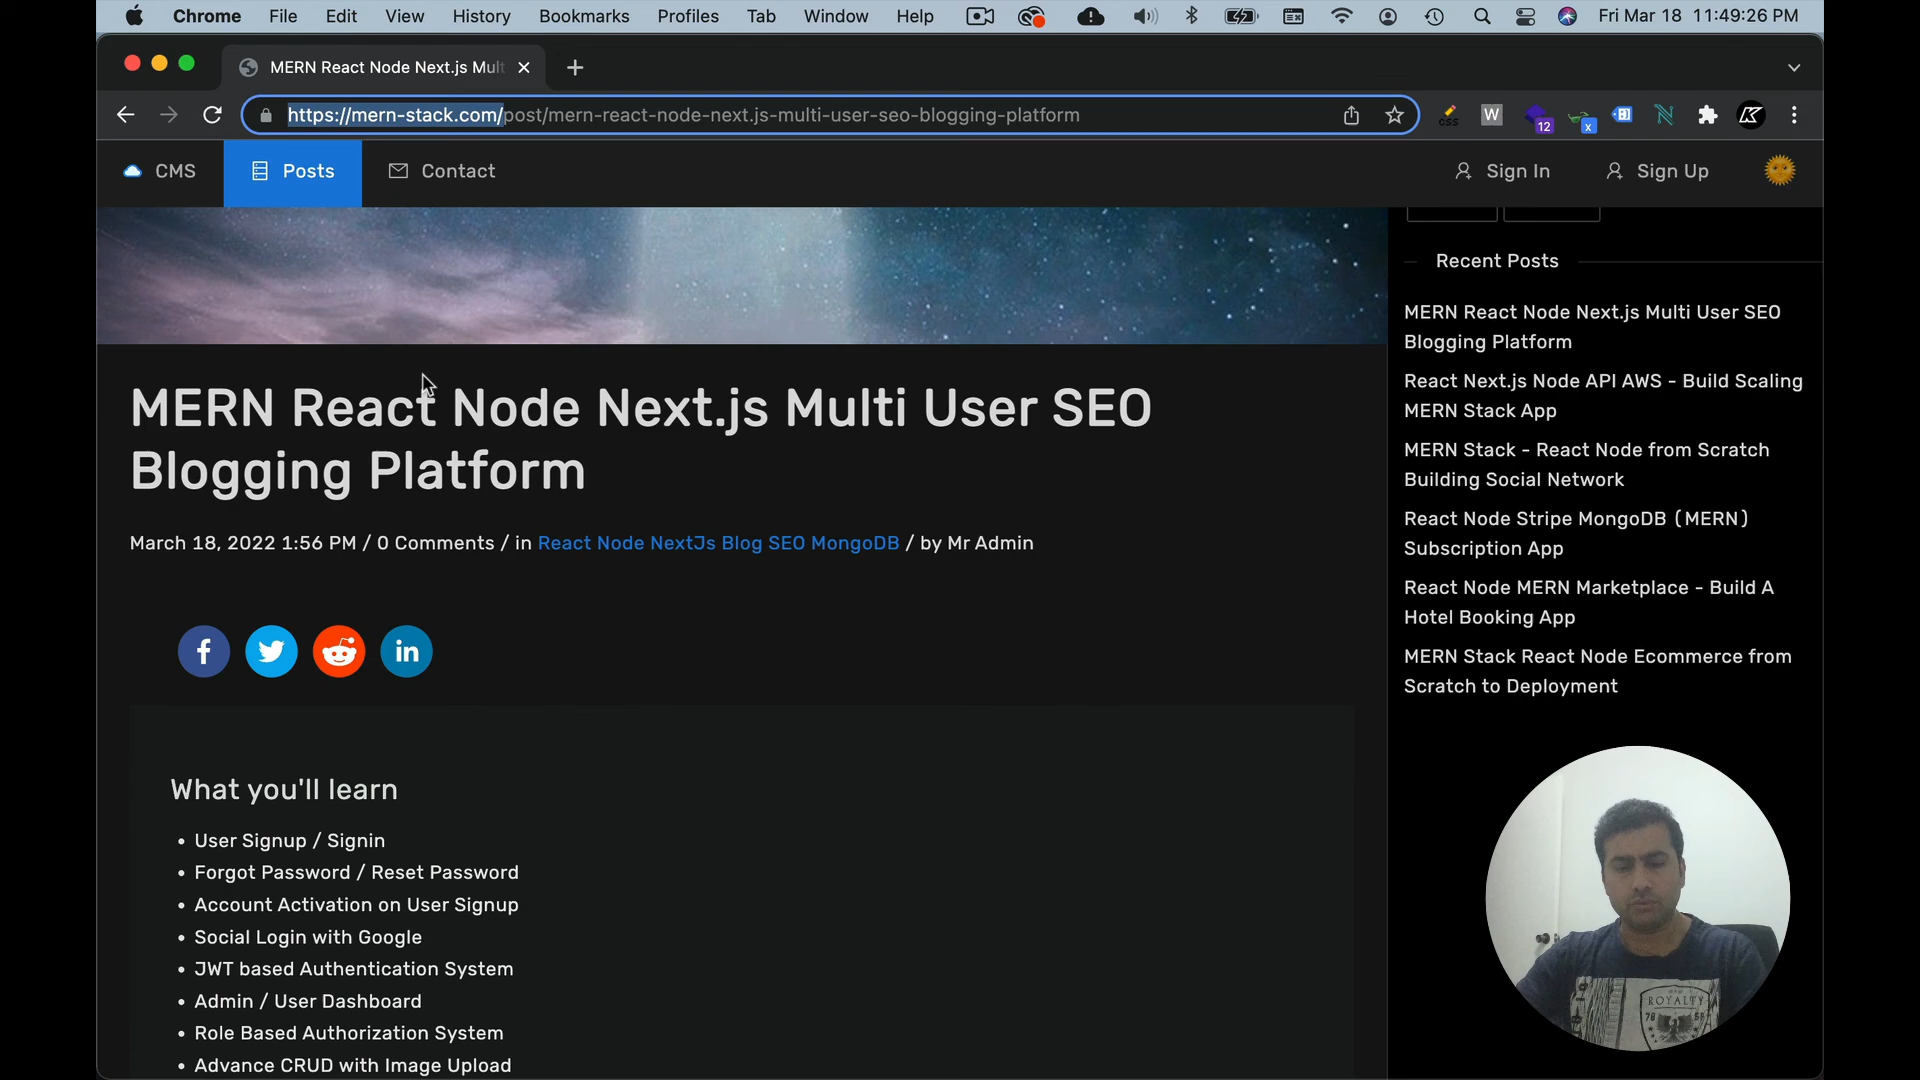 Chrome File Edit View History Bookmarks Profiles Tab Window Help Fri Mar 18 11:49:26 PM
MERN React Node Next.js Mult
https://mern-stack.com/post/mern-react-node-next.js-multi-user-seo-blogging-platform
css W 12 x
CMS Posts Contact Sign In Sign Up
MERN React Node Next.js Multi User SEO
Blogging Platform
March 18, 2022 1:56 PM / 0 Comments / in React Node NextJs Blog SEO MongoDB / by Mr Admin
f in
What you'll learn
• User Signup / Signin
• Forgot Password / Reset Password
• Account Activation on User Signup
• Social Login with Google
• JWT based Authentication System
• Admin / User Dashboard
• Role Based Authorization System
• Advance CRUD with Image Upload
Recent Posts
MERN React Node Next.js Multi User SEO
Blogging Platform
React Next.js Node API AWS - Build Scaling
MERN Stack App
MERN Stack - React Node from Scratch
Building Social Network
React Node Stripe MongoDB (MERN)
Subscription App
React Node MERN Marketplace - Build A
Hotel Booking App
MERN Stack React Node Ecommerce from
Scratch to Deployment
ROYALTY